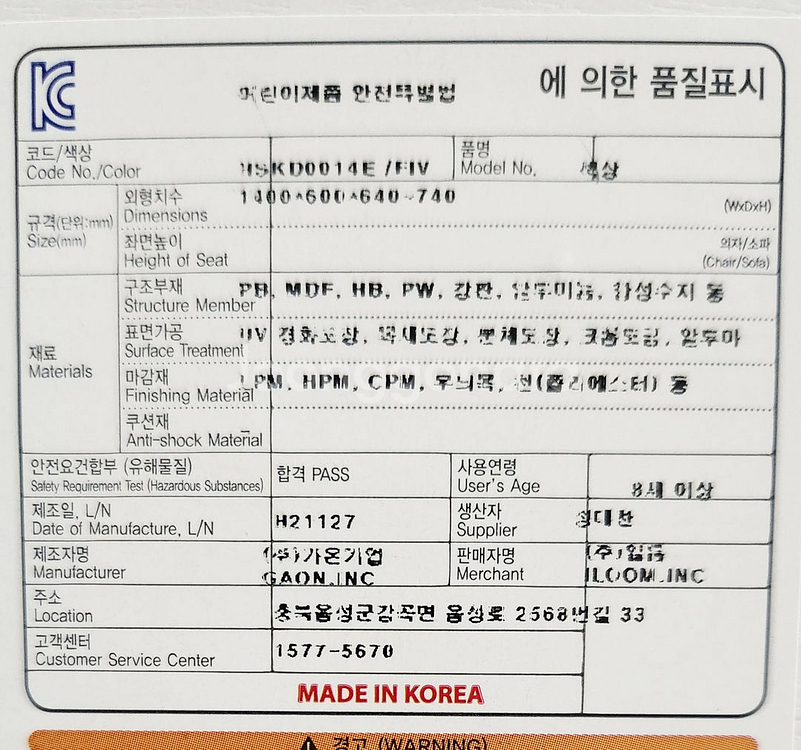 KC
어린이제품 안전특별법 에 의한 품질표시
코드/색상
Code No./Color
HSKD0014E /FIV
품명
Model No.
책상
규격(단위:mm)
Size(mm)
외형치수
Dimensions
1400*600*640~740
(WxDxH)
좌면높이
Height of Seat
의자/소파
(Chair/Sofa)
재료
Materials
구조부재
Structure Member
PB, MDF, HB, PW, 강판, 알루미늄, 합성수지 등
표면가공
Surface Treatment
UV 경화도장, 목재도장, 분체도장, 크롬도금, 알루마
마감재
Finishing Material
LPM, HPM, CPM, 무늬목, 천(폴리에스터) 등
쿠션재
Anti-shock Material
안전요건합부 (유해물질)
Safety Requirement Test (Hazardous Substances)
합격 PASS
사용연령
User's Age
8세 이상
제조일, L/N
Date of Manufacture, L/N
H21127
생산자
Supplier
제조자명
Manufacturer
(주)가온기업
GAON.INC
판매자명
Merchant
(주)일룸
ILOOM.INC
주소
Location
충북음성군감곡면 음성로 2568번길 33
고객센터
Customer Service Center
1577-5670
MADE IN KOREA
경고 (WARNING)